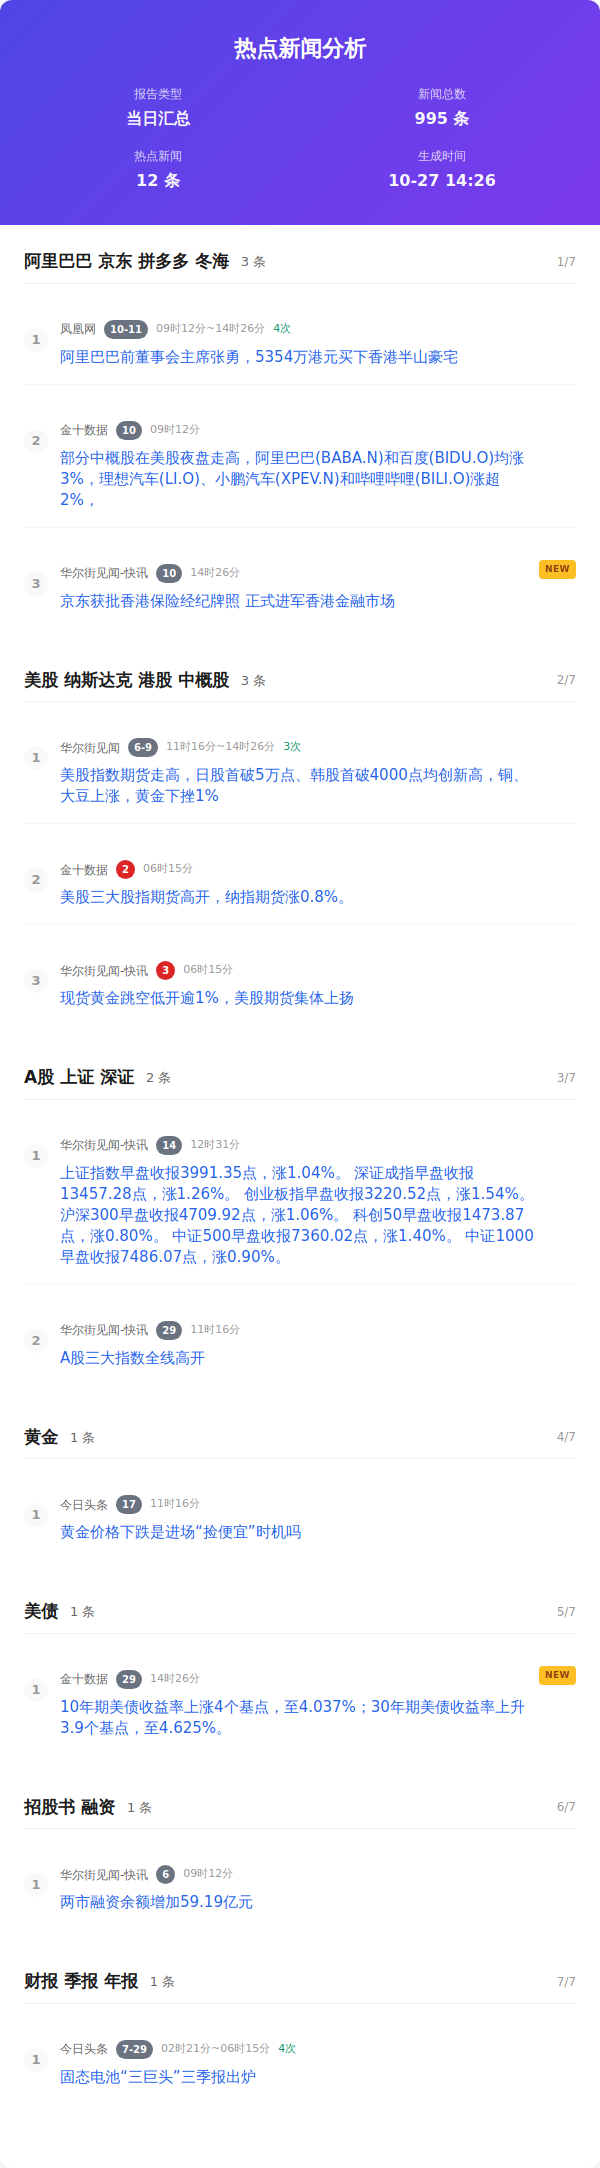 热点新闻分析
报告类型
当日汇总
新闻总数
995 条
热点新闻
12 条
生成时间
10-27 14:26
阿里巴巴 京东 拼多多 冬海 3 条 1/7
1
凤凰网 10-11 09时12分~14时26分 4次
阿里巴巴前董事会主席张勇，5354万港元买下香港半山豪宅
2
金十数据 10 09时12分
部分中概股在美股夜盘走高，阿里巴巴(BABA.N)和百度(BIDU.O)均涨
3%，理想汽车(LI.O)、小鹏汽车(XPEV.N)和哔哩哔哩(BILI.O)涨超
2%，
3
华尔街见闻-快讯 10 14时26分 NEW
京东获批香港保险经纪牌照 正式进军香港金融市场
美股 纳斯达克 港股 中概股 3 条 2/7
1
华尔街见闻 6-9 11时16分~14时26分 3次
美股指数期货走高，日股首破5万点、韩股首破4000点均创新高，铜、
大豆上涨，黄金下挫1%
2
金十数据 2 06时15分
美股三大股指期货高开，纳指期货涨0.8%。
3
华尔街见闻-快讯 3 06时15分
现货黄金跳空低开逾1%，美股期货集体上扬
A股 上证 深证 2 条 3/7
1
华尔街见闻-快讯 14 12时31分
上证指数早盘收报3991.35点，涨1.04%。 深证成指早盘收报
13457.28点，涨1.26%。 创业板指早盘收报3220.52点，涨1.54%。
沪深300早盘收报4709.92点，涨1.06%。 科创50早盘收报1473.87
点，涨0.80%。 中证500早盘收报7360.02点，涨1.40%。 中证1000
早盘收报7486.07点，涨0.90%。
2
华尔街见闻-快讯 29 11时16分
A股三大指数全线高开
黄金 1 条 4/7
1
今日头条 17 11时16分
黄金价格下跌是进场“捡便宜”时机吗
美债 1 条 5/7
1
金十数据 29 14时26分 NEW
10年期美债收益率上涨4个基点，至4.037%；30年期美债收益率上升
3.9个基点，至4.625%。
招股书 融资 1 条 6/7
1
华尔街见闻-快讯 6 09时12分
两市融资余额增加59.19亿元
财报 季报 年报 1 条 7/7
1
今日头条 7-29 02时21分~06时15分 4次
固态电池“三巨头”三季报出炉